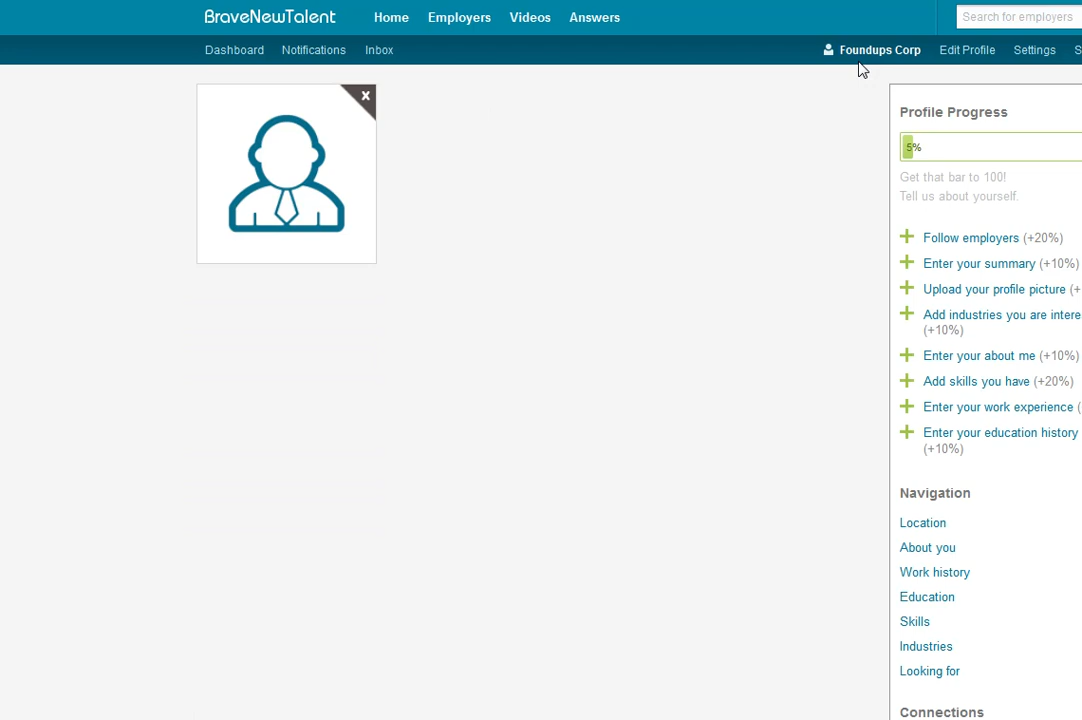 BraveNewTalent Home Employers Videos Answers Search for employers
Dashboard Notifications Inbox Foundups Corp Edit Profile Settings S
x
Profile Progress
5%
Get that bar to 100!
Tell us about yourself.
Follow employers (+20%)
Enter your summary (+10%)
Upload your profile picture (+
Add industries you are intere
(+10%)
Enter your about me (+10%)
Add skills you have (+20%)
Enter your work experience (
Enter your education history
(+10%)
Navigation
Location
About you
Work history
Education
Skills
Industries
Looking for
Connections